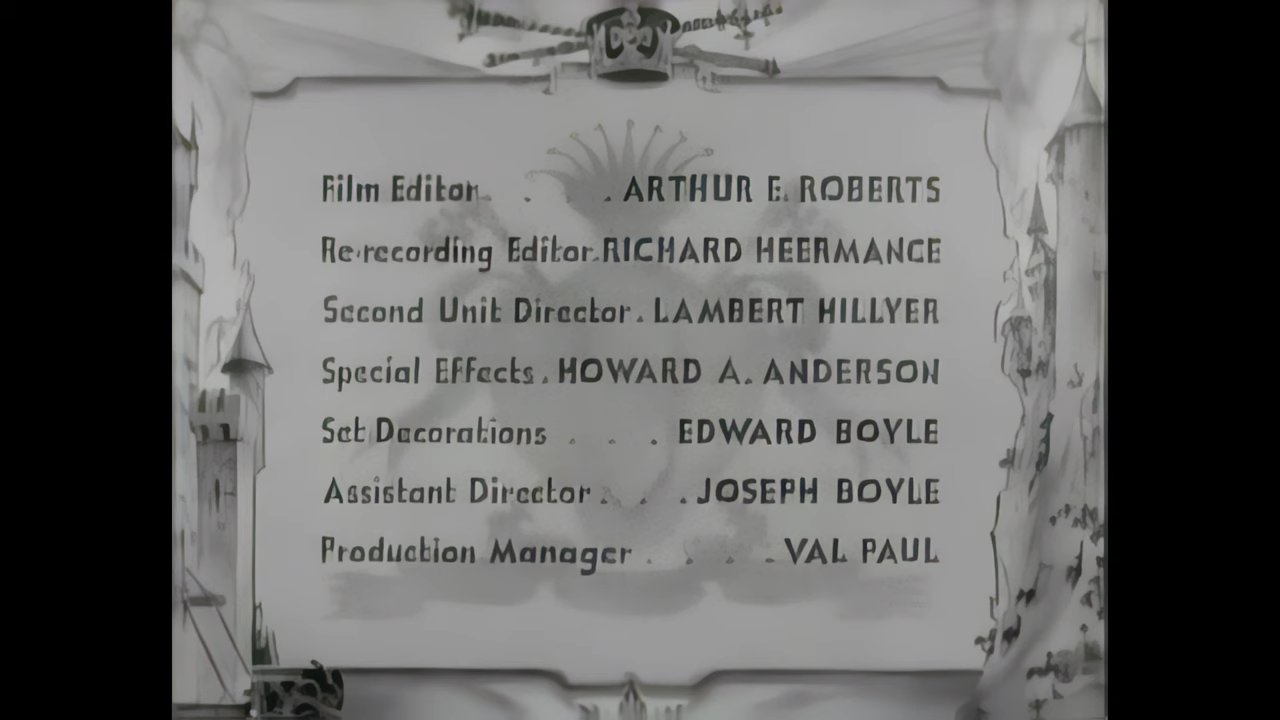 Film Editor. . . . ARTHUR E. ROBERTS
Re-recording Editor. RICHARD HEERMANCE
Second Unit Director. LAMBERT HILLYER
Special Effects. HOWARD A. ANDERSON
Set Decorations . . . EDWARD BOYLE
Assistant Director . . . JOSEPH BOYLE
Production Manager . . . . VAL PAUL